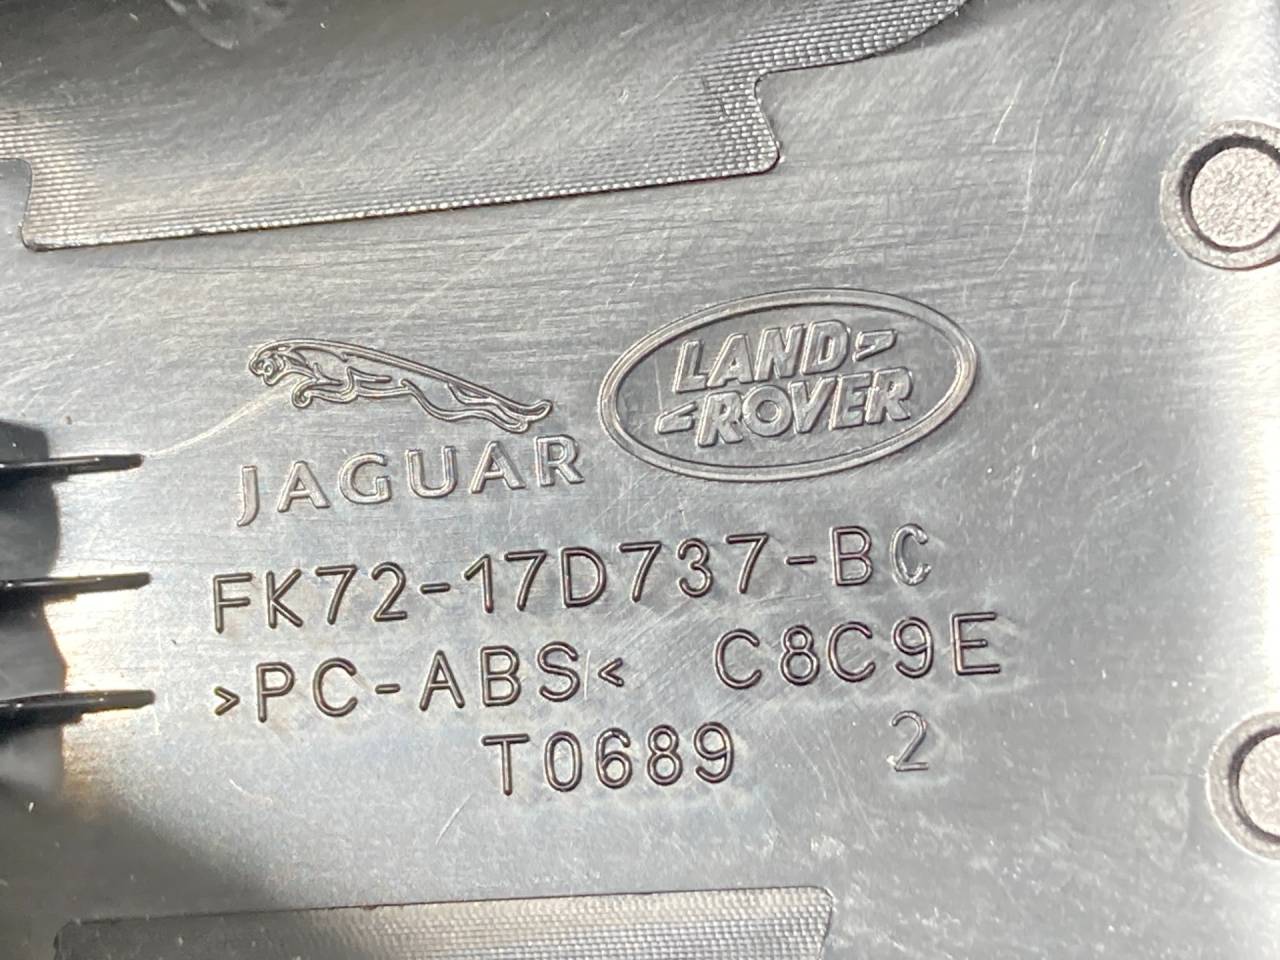 JAGUAR
LAND
ROVER
FK72-17D737-BC
>PC-ABS< C8C9E
T0689 2